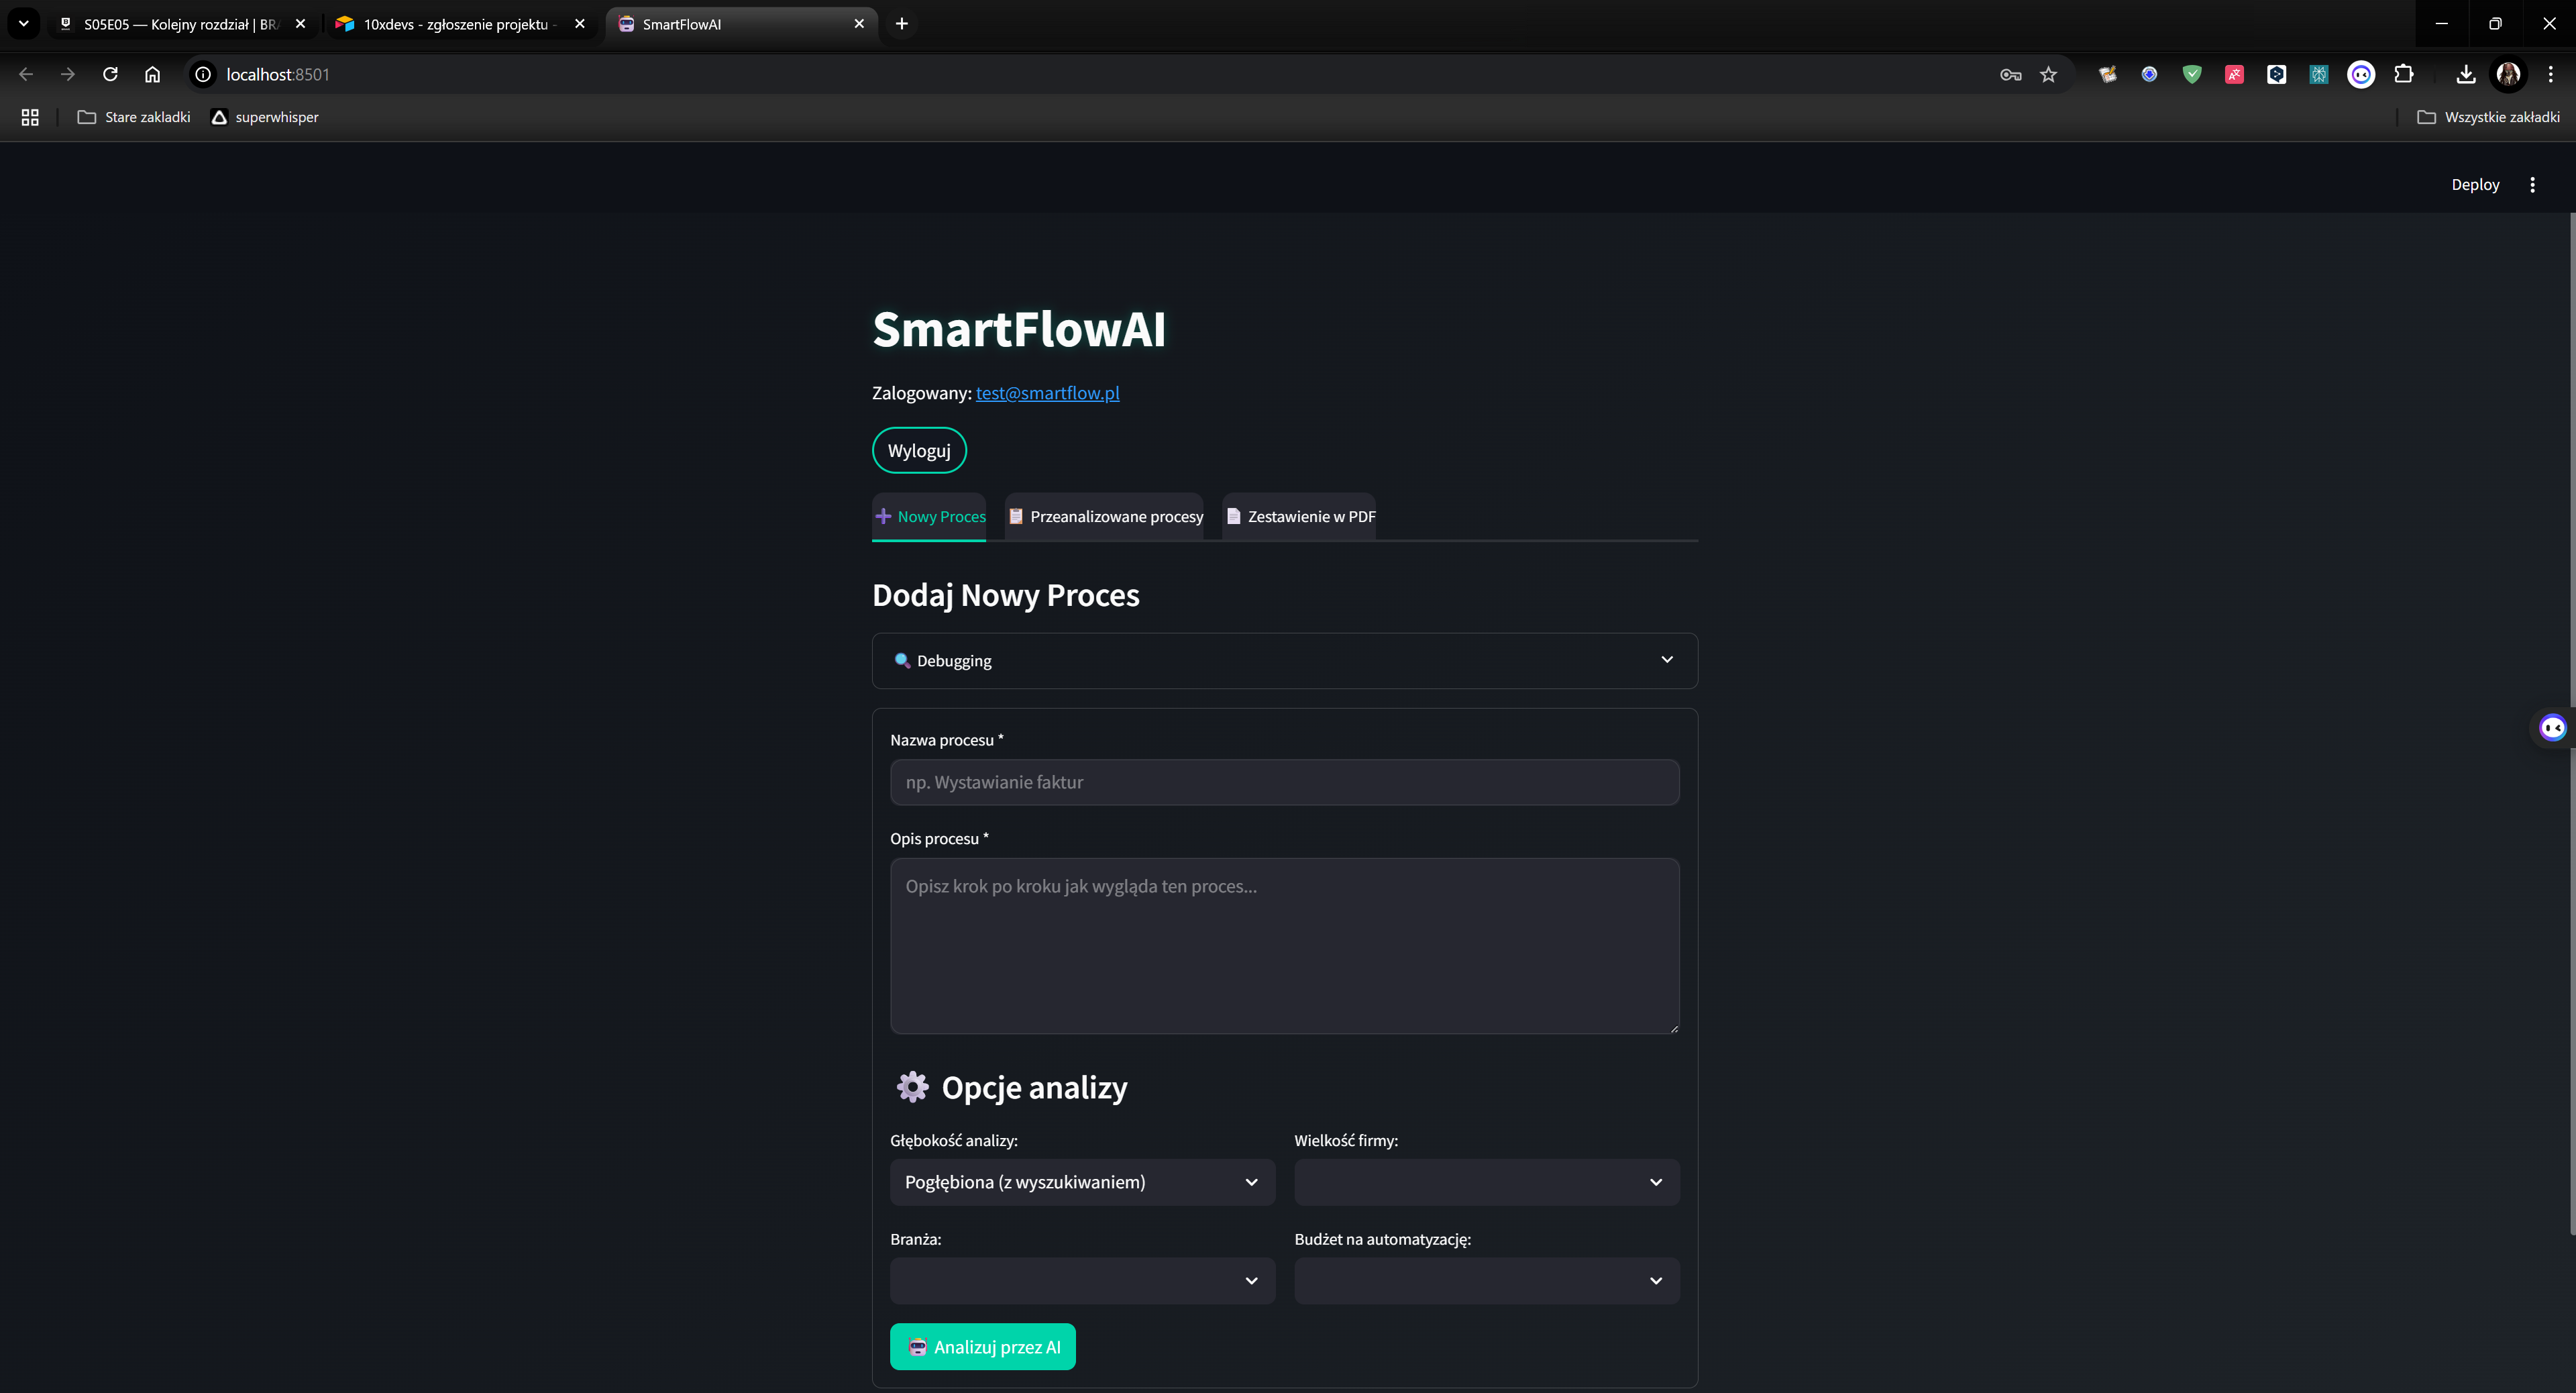 S05E05 — Kolejny rozdział | BRA
10xdevs - zgłoszenie projektu -
SmartFlowAI
localhost:8501
Stare zakladki
superwhisper
Wszystkie zakładki
Deploy
SmartFlowAI
Zalogowany: test@smartflow.pl
Wyloguj
Nowy Proces
Przeanalizowane procesy
Zestawienie w PDF
Dodaj Nowy Proces
Debugging
Nazwa procesu *
np. Wystawianie faktur
Opis procesu *
Opisz krok po kroku jak wygląda ten proces...
Opcje analizy
Głębokość analizy:
Wielkość firmy:
Pogłębiona (z wyszukiwaniem)
Branża:
Budżet na automatyzację:
Analizuj przez AI